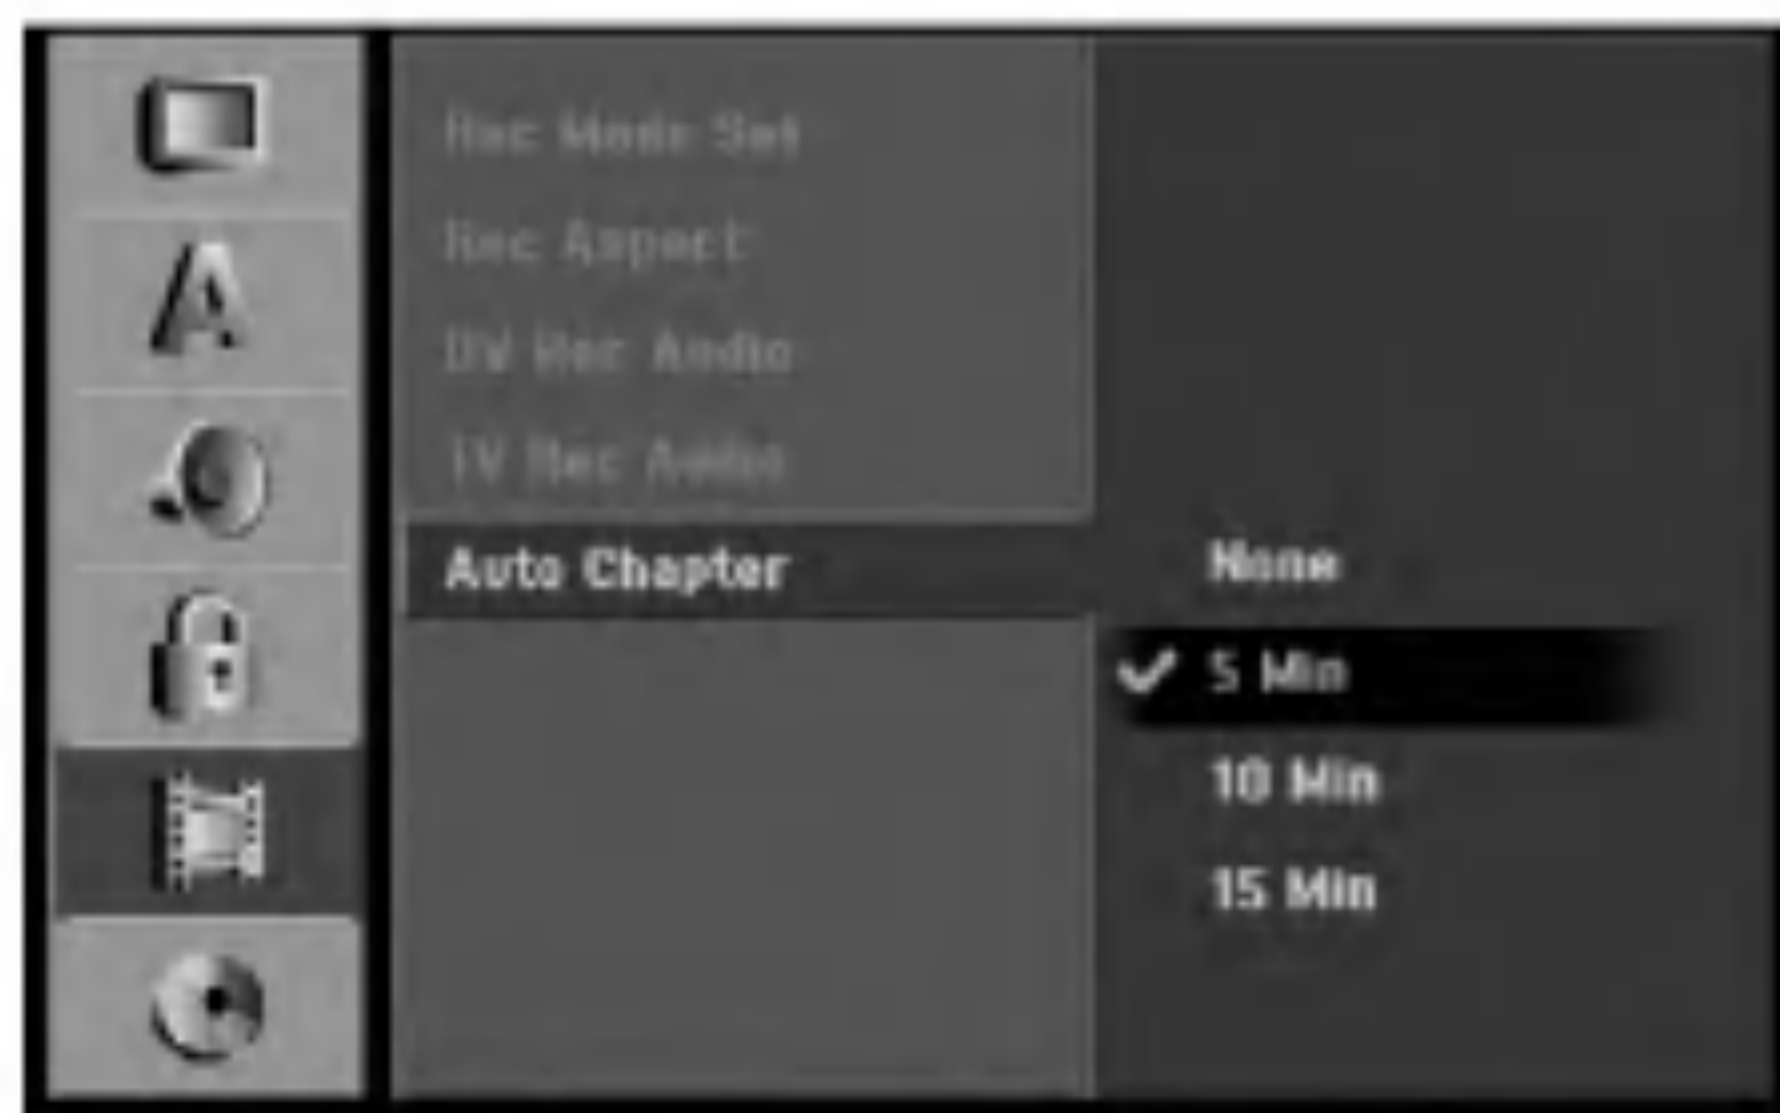 Rec Mode Set
Rec Aspect
DV Rec Audio
TV Rec Audio
Auto Chapter
None
5 Min
10 Min
15 Min